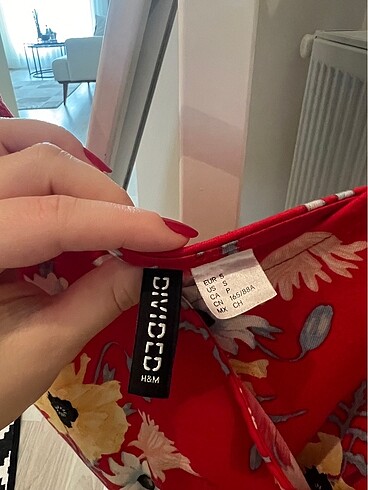 DIVIDED
H&M
EUR S
US S
CA P
CN 165/88A
MX CH